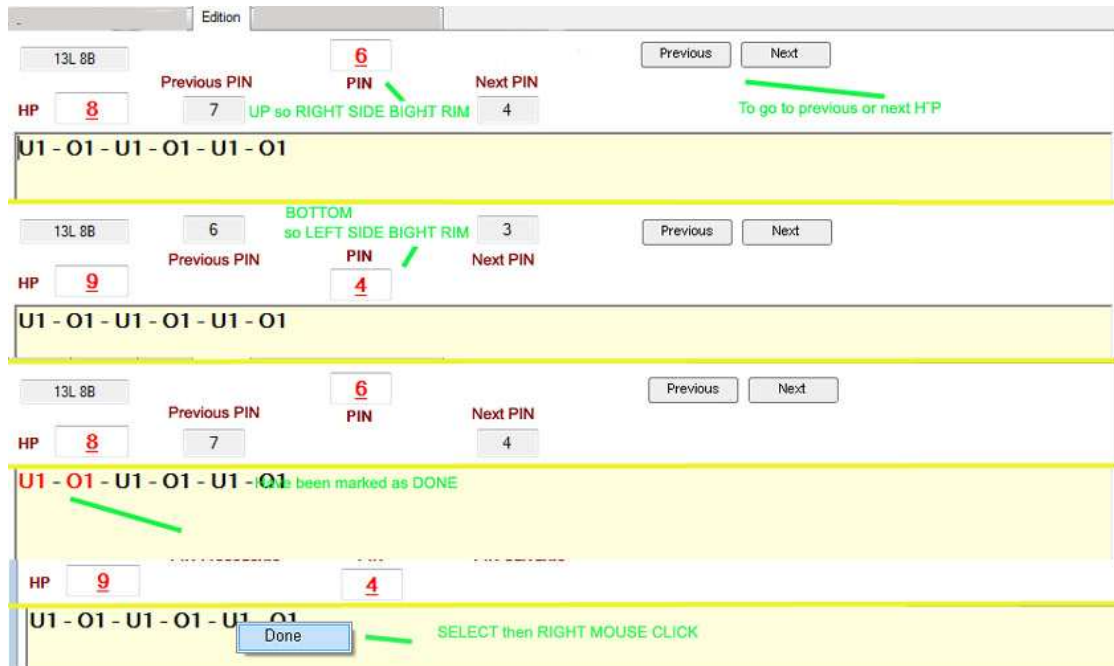 Edition
13L 8B
6
Previous
Next
Previous PIN
PIN
Next PIN
HP
8
7
UP so RIGHT SIDE BIGHT RIM
4
To go to previous or next H¨P
U1 - O1 - U1 - O1 - U1 - O1
13L 8B
6
BOTTOM
so LEFT SIDE BIGHT RIM
3
Previous
Next
Previous PIN
PIN
Next PIN
HP
9
4
U1 - O1 - U1 - O1 - U1 - O1
13L 8B
6
Previous
Next
Previous PIN
PIN
Next PIN
HP
8
7
4
U1 - O1 - U1 - O1 - U1 - O1
Have been marked as DONE
HP
9
4
U1 - O1 - U1 - O1 - U1 - O1
Done
SELECT then RIGHT MOUSE CLICK